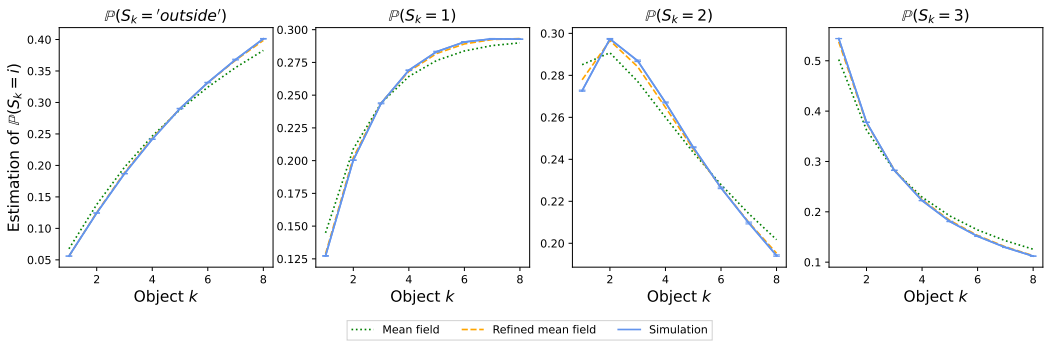 ℙ(S_k = 'outside')
ℙ(S_k = 1)
ℙ(S_k = 2)
ℙ(S_k = 3)
Estimation of ℙ(S_k = i)
0.40
0.35
0.30
0.25
0.20
0.15
0.10
0.05
2 4 6 8
Object k
0.300
0.275
0.250
0.225
0.200
0.175
0.150
0.125
2 4 6 8
Object k
0.30
0.28
0.26
0.24
0.22
0.20
2 4 6 8
Object k
0.5
0.4
0.3
0.2
0.1
2 4 6 8
Object k
Mean field Refined mean field Simulation